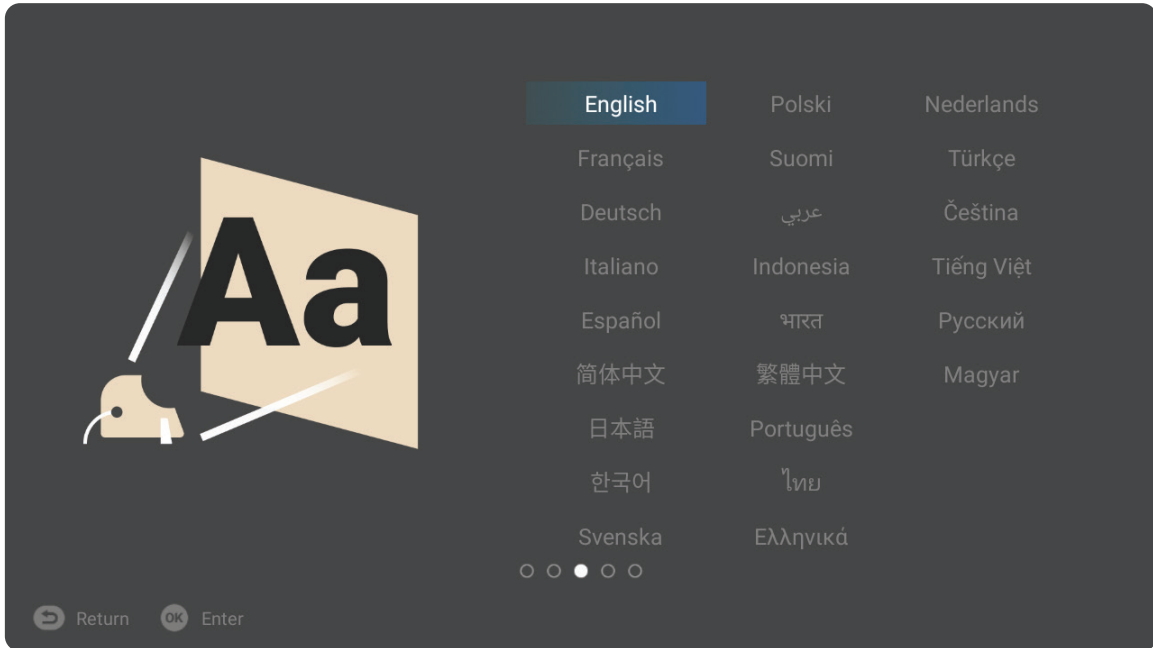 Aa
English Polski Nederlands
Français Suomi Türkçe
Deutsch عربي Čeština
Italiano Indonesia Tiếng Việt
Español भारत Русский
简体中文 繁體中文 Magyar
日本語 Português
한국어 ไทย
Svenska Ελληνικά
Return OK Enter